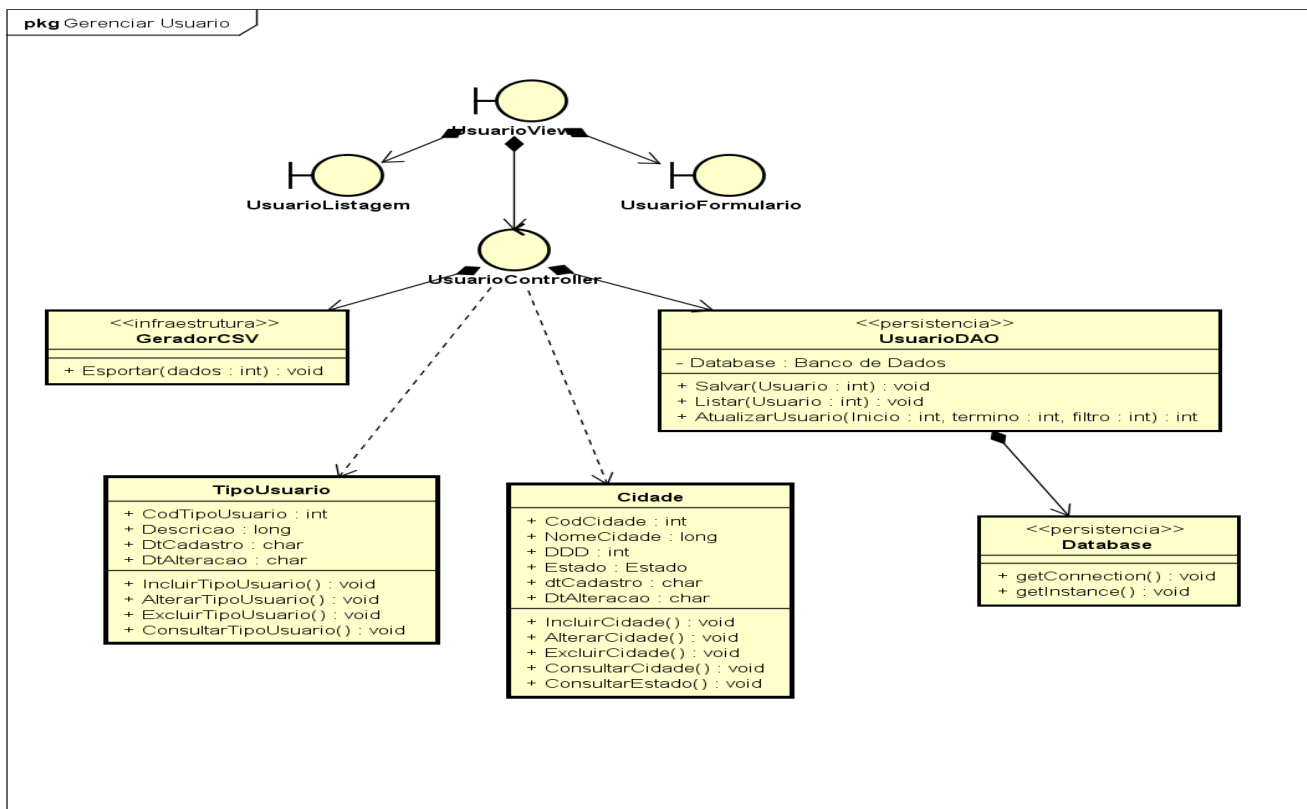 pkg Gerenciar Usuario
UsuarioView
UsuarioListagem
UsuarioFormulario
UsuarioController
<<infraestrutura>>
GeradorCSV
+ Esportar(dados : int) : void
<<persistencia>>
UsuarioDAO
- Database : Banco de Dados
+ Salvar(Usuario : int) : void
+ Listar(Usuario : int) : void
+ AtualizarUsuario(Inicio : int, termino : int, filtro : int) : int
TipoUsuario
+ CodTipoUsuario : int
+ Descricao : long
+ DtCadastro : char
+ DtAlteracao : char
+ IncluirTipoUsuario() : void
+ AlterarTipoUsuario() : void
+ ExcluirTipoUsuario() : void
+ ConsultarTipoUsuario() : void
Cidade
+ CodCidade : int
+ NomeCidade : long
+ DDD : int
+ Estado : Estado
+ dtCadastro : char
+ DtAlteracao : char
+ IncluirCidade() : void
+ AlterarCidade() : void
+ ExcluirCidade() : void
+ ConsultarCidade() : void
+ ConsultarEstado() : void
<<persistencia>>
Database
+ getConnection() : void
+ getInstance() : void